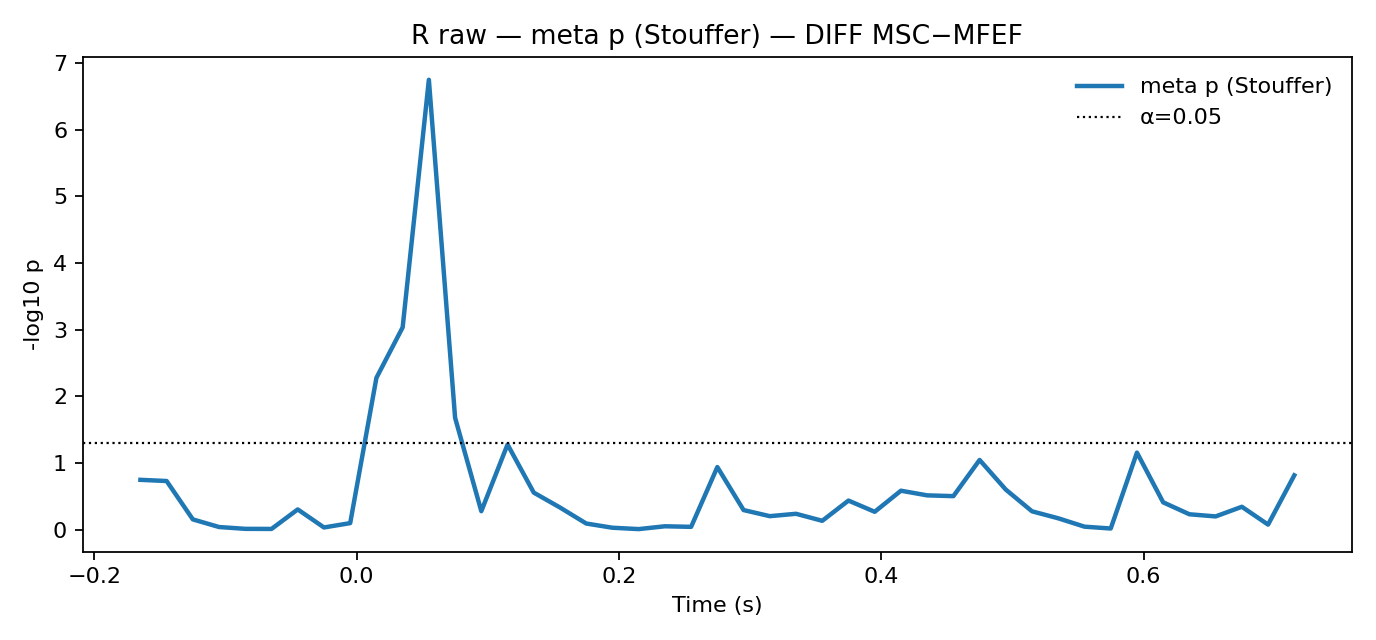 R raw — meta p (Stouffer) — DIFF MSC−MFEF
7
6
5
4
3
2
1
0
-log10 p
meta p (Stouffer)
α=0.05
−0.2 0.0 0.2 0.4 0.6
Time (s)